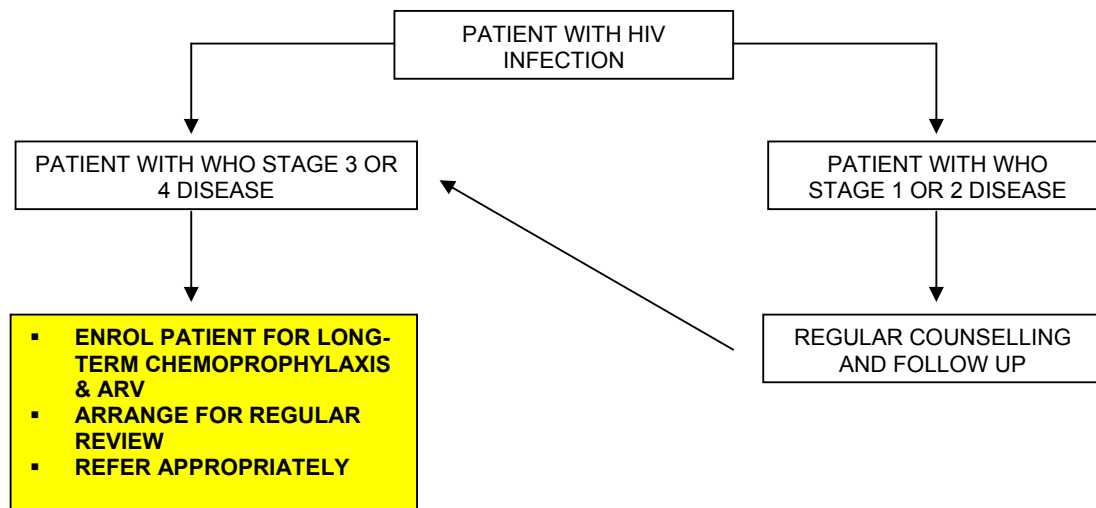 PATIENT WITH HIV
INFECTION
PATIENT WITH WHO STAGE 3 OR
4 DISEASE
PATIENT WITH WHO
STAGE 1 OR 2 DISEASE
▪ ENROL PATIENT FOR LONG-
TERM CHEMOPROPHYLAXIS
& ARV
▪ ARRANGE FOR REGULAR
REVIEW
▪ REFER APPROPRIATELY
REGULAR COUNSELLING
AND FOLLOW UP